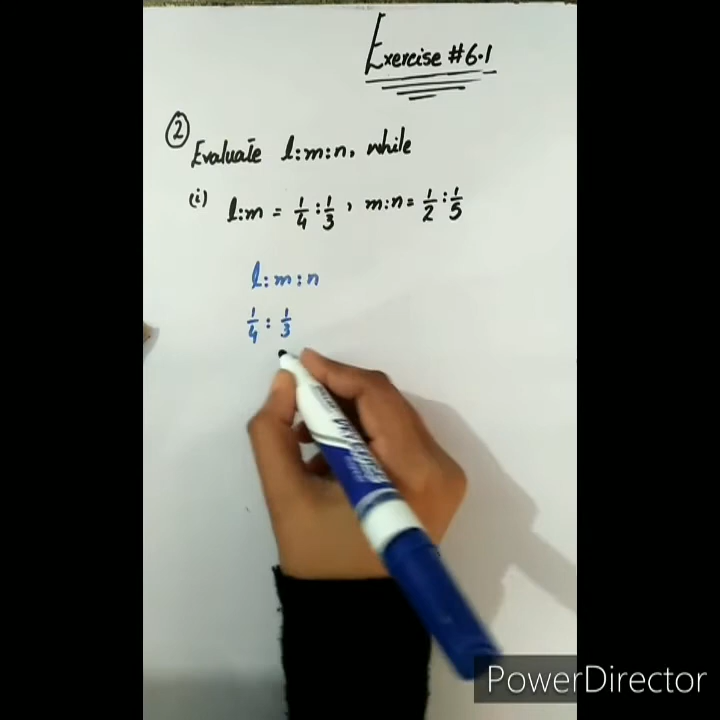 Exercise #6.1
② Evaluate l:m:n, while
(i) l:m = 1/4 : 1/3 , m:n = 1/2 : 1/5
l:m:n
1/4 : 1/3
PowerDirector